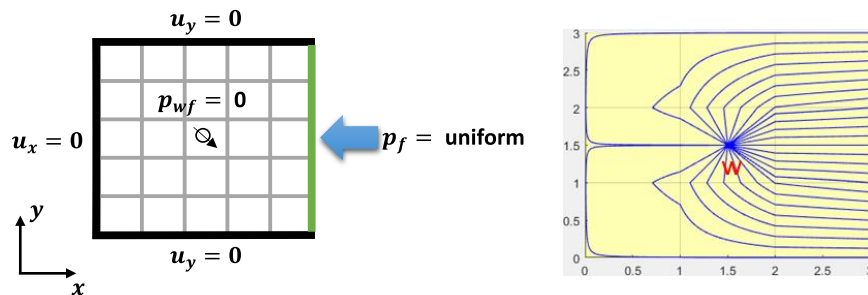 u_y = 0
p_wf = 0
u_x = 0
p_f = uniform
u_y = 0
y
x
3
2.5
2
1.5
1
0.5
0
W
0 0.5 1 1.5 2 2.5